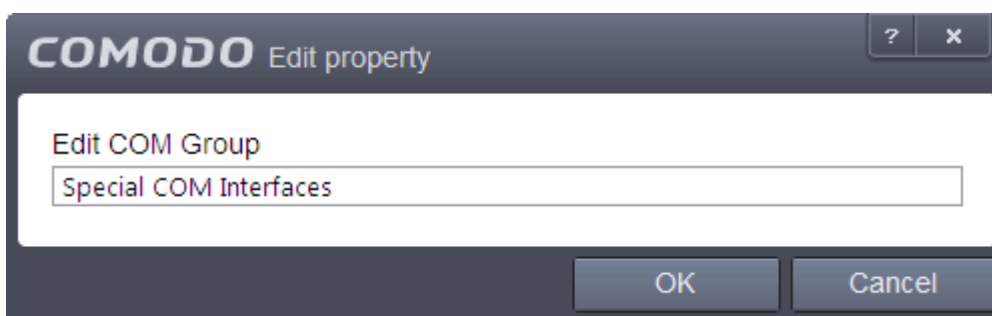 COMODO Edit property ? ×
Edit COM Group
Special COM Interfaces
OK Cancel